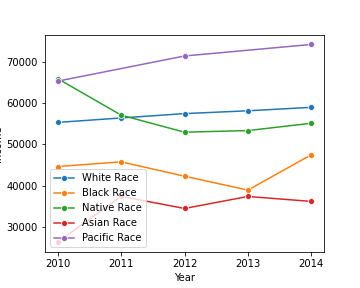 70000
60000
50000
40000
30000
White Race
Black Race
Native Race
Asian Race
Pacific Race
2010 2011 2012 2013 2014
Year